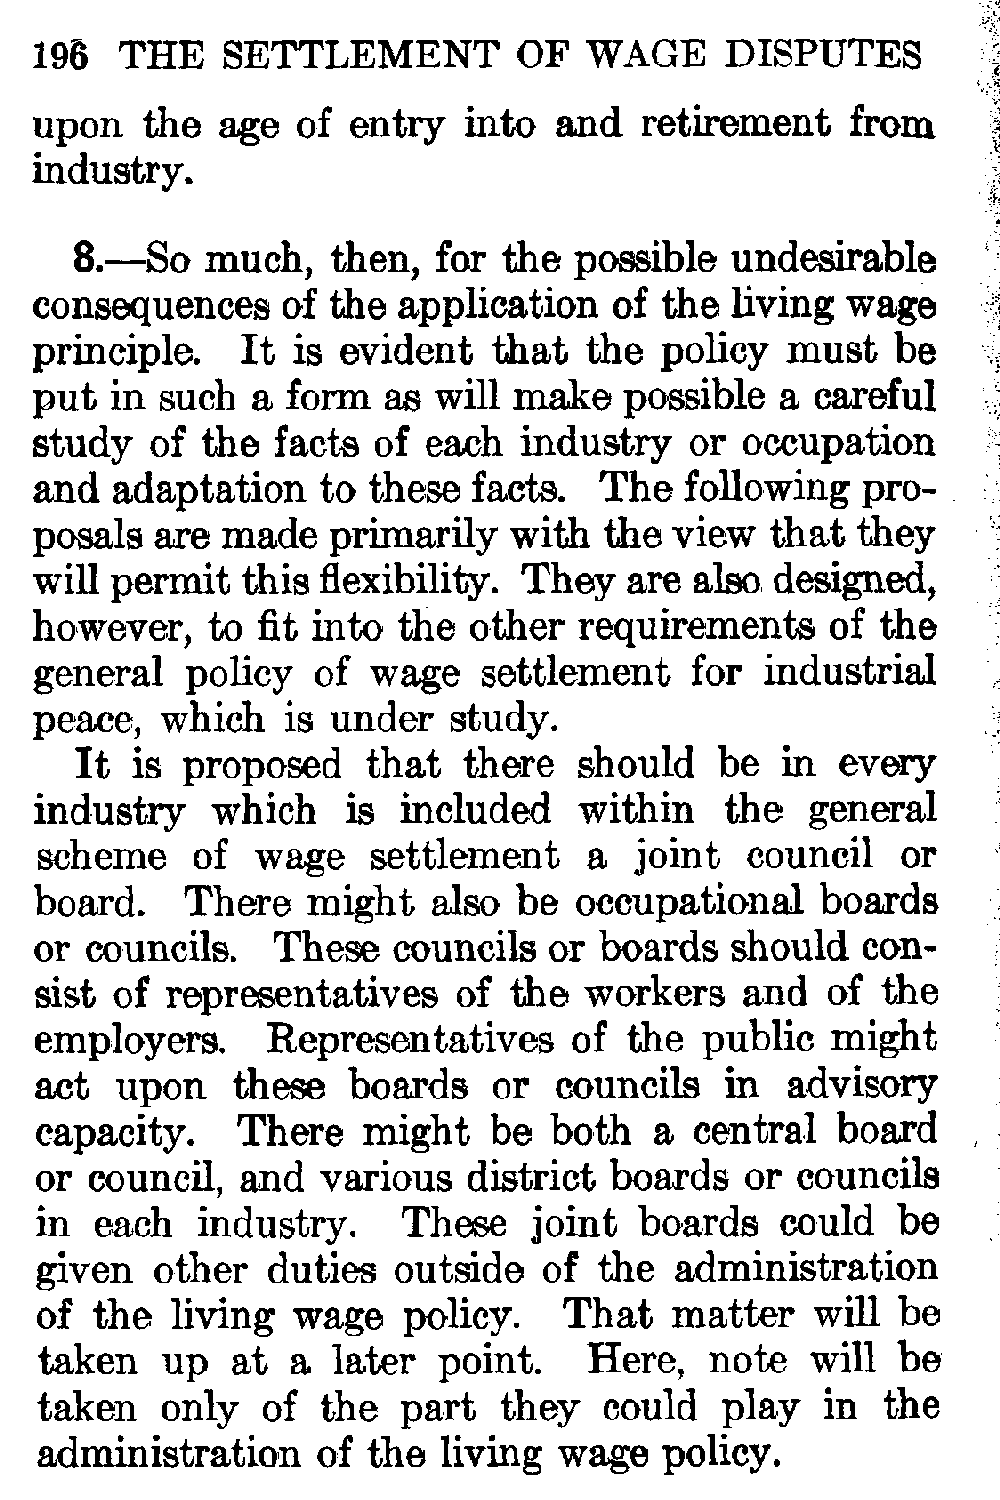 196 THE SETTLEMENT OF WAGE DISPUTES
upon the age of entry into and retirement from
industry.
8.—So much, then, for the possible undesirable
consequences of the application of the living wage
principle. It is evident that the policy must be
put in such a form as will make possible a careful
study of the facts of each industry or occupation
and adaptation to these facts. The following pro-
posals are made primarily with the view that they
will permit this flexibility. They are also designed,
however, to fit into the other requirements of the
general policy of wage settlement for industrial
peace, which is under study.
It is proposed that there should be in every
industry which is included within the general
scheme of wage settlement a joint council or
board. There might also be occupational boards
or councils. These councils or boards should con-
sist of representatives of the workers and of the
employers. Representatives of the public might
act upon these boards or councils in advisory
capacity. There might be both a central board
or council, and various district boards or councils
in each industry. These joint boards could be
given other duties outside of the administration
of the living wage policy. That matter will be
taken up at a later point. Here, note will be
taken only of the part they could play in the
administration of the living wage policy.